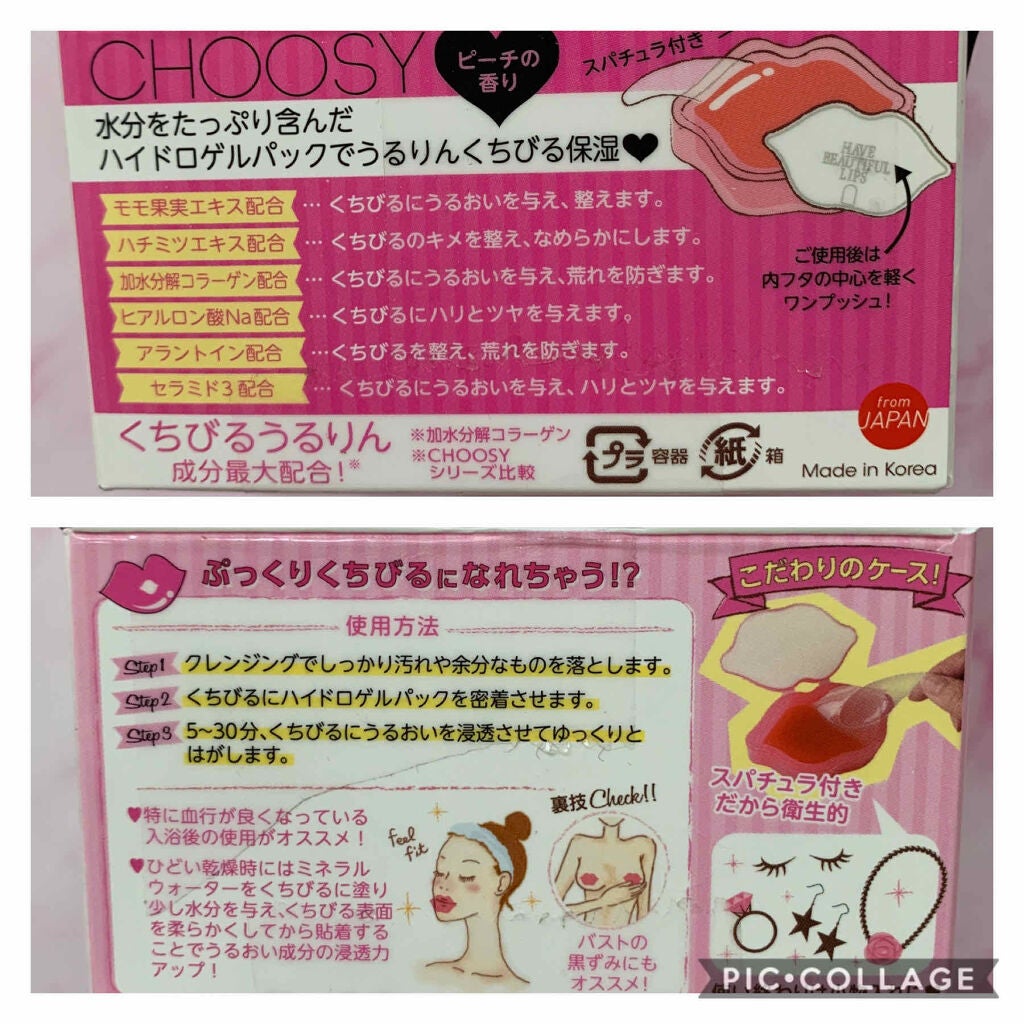 CHOOSY
ピーチの
香り
スパチュラ付き
水分をたっぷり含んだ
ハイドロゲルパックでうるりんくちびる保湿♥
HAVE
BEAUTIFUL
LIPS
モモ果実エキス配合 … くちびるにうるおいを与え、整えます。
ハチミツエキス配合 … くちびるのキメを整え、なめらかにします。
加水分解コラーゲン配合 … くちびるにうるおいを与え、荒れを防ぎます。
ヒアルロン酸Na配合 … くちびるにハリとツヤを与えます。
アラントイン配合 … くちびるを整え、荒れを防ぎます。
セラミド3配合 … くちびるにうるおいを与え、ハリとツヤを与えます。
ご使用後は
内フタの中心を軽く
ワンプッシュ!
from
JAPAN
くちびるうるりん
成分最大配合!※
※加水分解コラーゲン
※CHOOSY
シリーズ比較
プラ 容器
紙 箱
Made in Korea
ぷっくりくちびるになれちゃう!?
使用方法
Step1 クレンジングでしっかり汚れや余分なものを落とします。
Step2 くちびるにハイドロゲルパックを密着させます。
Step3 5~30分、くちびるにうるおいを浸透させてゆっくりと
はがします。
♥特に血行が良くなっている
入浴後の使用がオススメ!
♥ひどい乾燥時にはミネラル
ウォーターをくちびるに塗り
少し水分を与え、くちびる表面
を柔らかくしてから貼着する
ことでうるおい成分の浸透力
アップ!
feel
fit
裏技Check!!
バストの
黒ずみにも
オススメ!
こだわりのケース!
スパチュラ付き
だから衛生的
PIC•COLLAGE